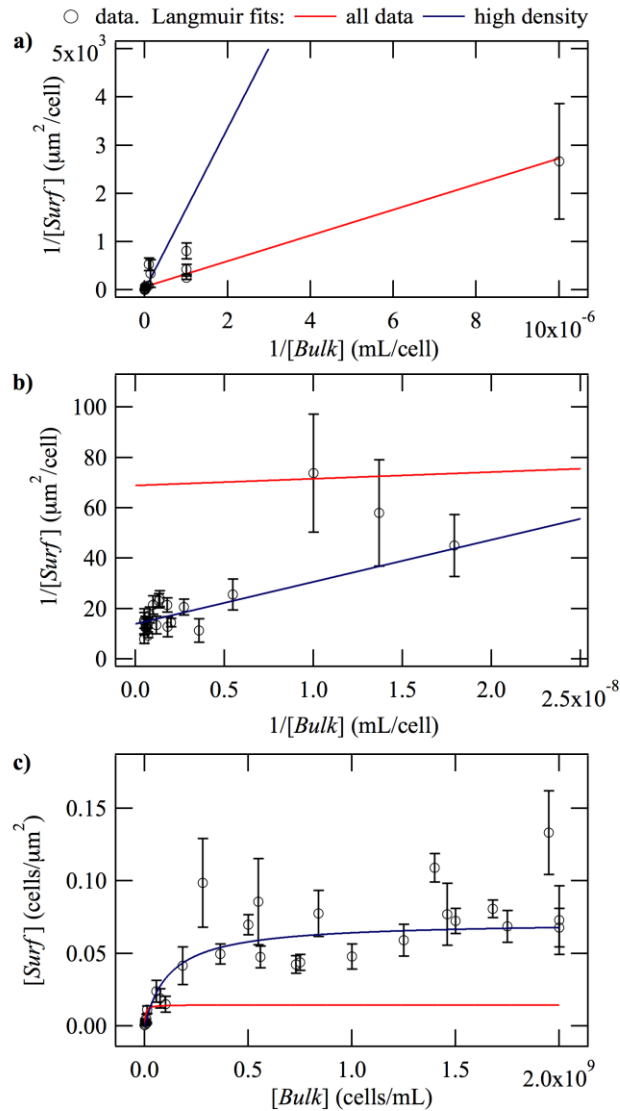 ○ data. Langmuir fits: — all data — high density
a)
5x10³
4
3
2
1
0
1/[Surf] (μm²/cell)
0 2 4 6 8 10x10⁻⁶
1/[Bulk] (mL/cell)
b)
100
80
60
40
20
0
1/[Surf] (μm²/cell)
0.0 0.5 1.0 1.5 2.0 2.5x10⁻⁸
1/[Bulk] (mL/cell)
c)
0.15
0.10
0.05
0.00
[Surf] (cells/μm²)
0.0 0.5 1.0 1.5 2.0x10⁹
[Bulk] (cells/mL)